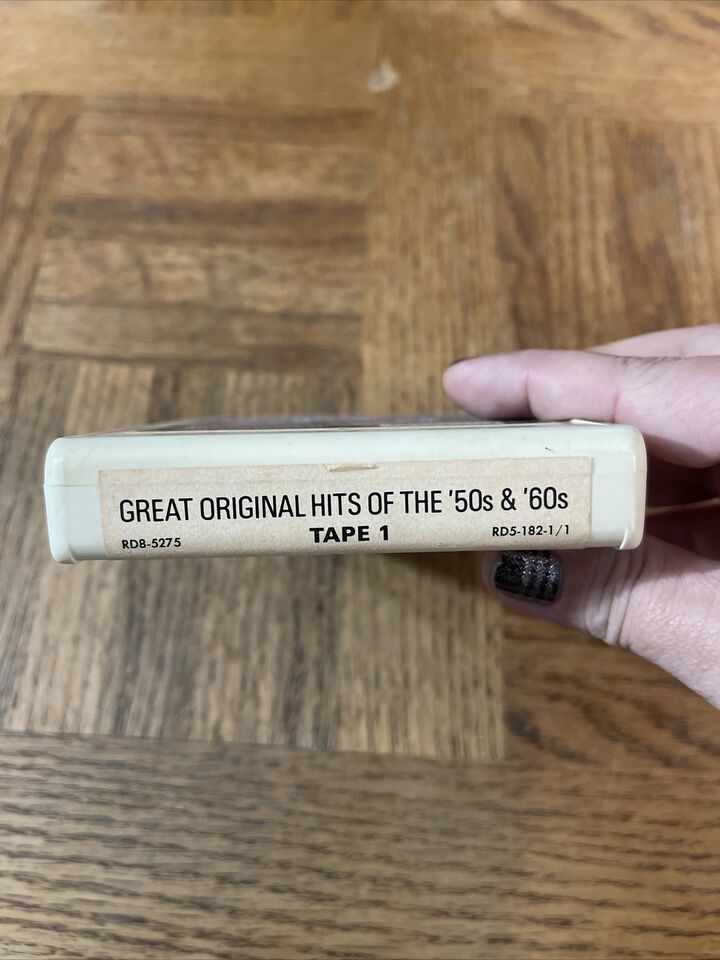 GREAT ORIGINAL HITS OF THE '50s & '60s
RD8-5275 TAPE 1 RD5-182-1/1